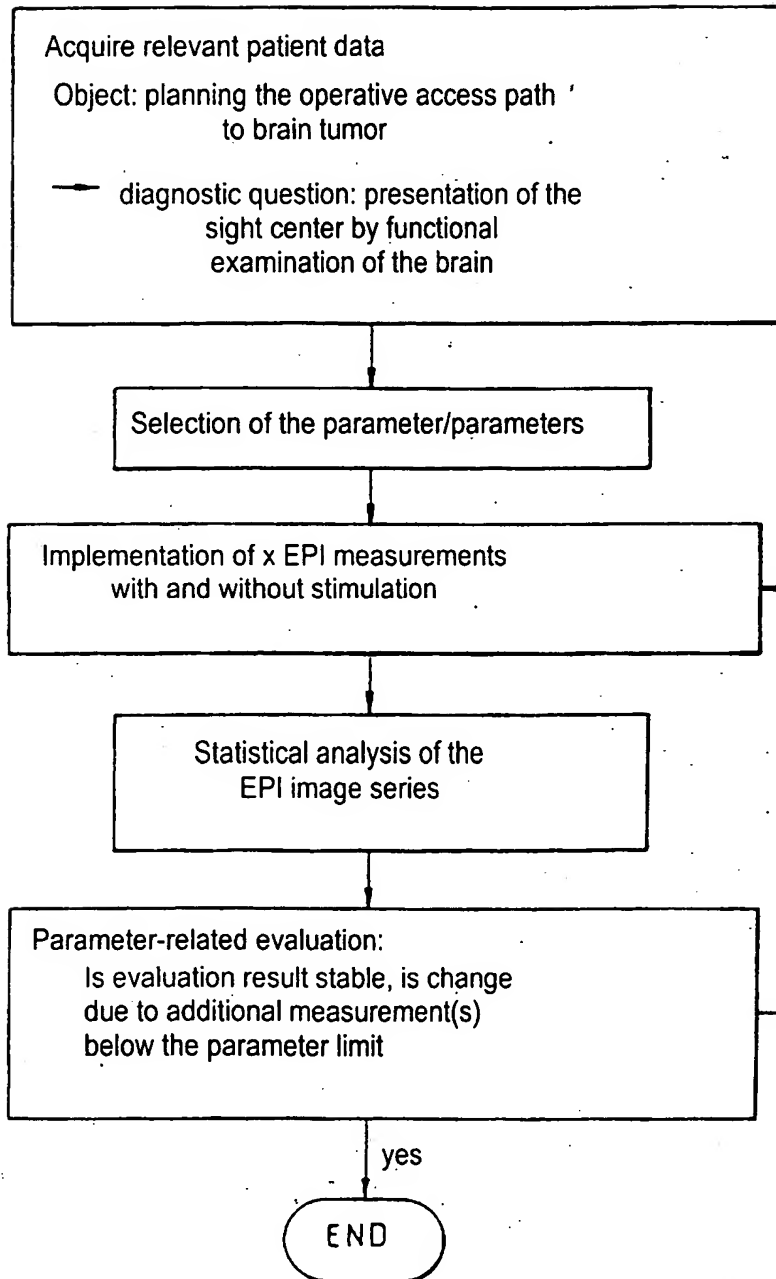 Acquire relevant patient data
Object: planning the operative access path
to brain tumor
diagnostic question: presentation of the
sight center by functional
examination of the brain
Selection of the parameter/parameters
Implementation of x EPI measurements
with and without stimulation
Statistical analysis of the
EPI image series
Parameter-related evaluation:
Is evaluation result stable, is change
due to additional measurement(s)
below the parameter limit
yes
END